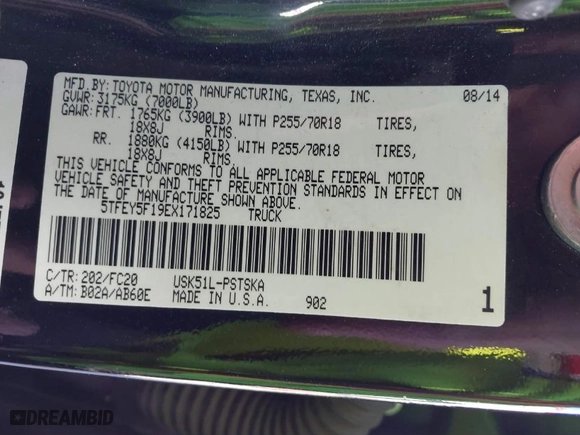 MFD.BY: TOYOTA MOTOR MANUFACTURING, TEXAS, INC. 08/14
GVWR: 3175KG (7000LB)
GAWR: FRT. 1765KG (3900LB) WITH P255/70R18 TIRES,
18X8J RIMS.
RR. 1880KG (4150LB) WITH P255/70R18 TIRES,
18X8J RIMS.
THIS VEHICLE CONFORMS TO ALL APPLICABLE FEDERAL MOTOR
VEHICLE SAFETY AND THEFT PREVENTION STANDARDS IN EFFECT ON
THE DATE OF MANUFACTURE SHOWN ABOVE.
5TFEY5F19EX171825 TRUCK
C/TR: 202/FC20 USK51L-PSTSKA
A/TM: B02A/AB60E MADE IN U.S.A. 902 1
DREAMBID